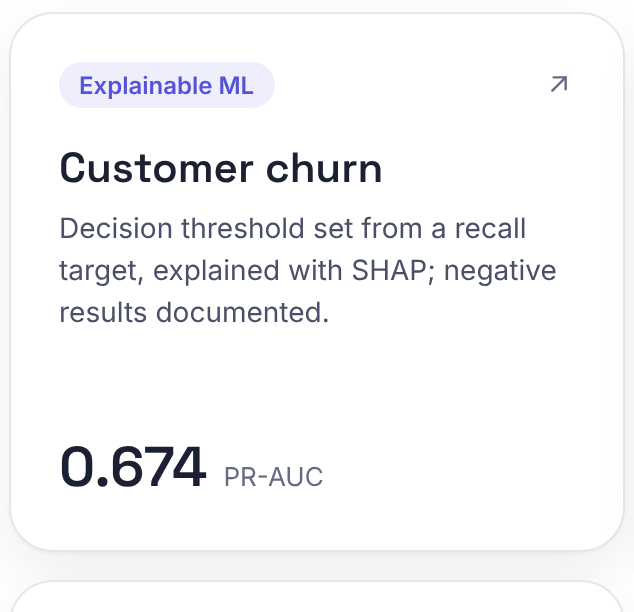 Explainable ML
Customer churn
Decision threshold set from a recall
target, explained with SHAP; negative
results documented.
0.674 PR-AUC